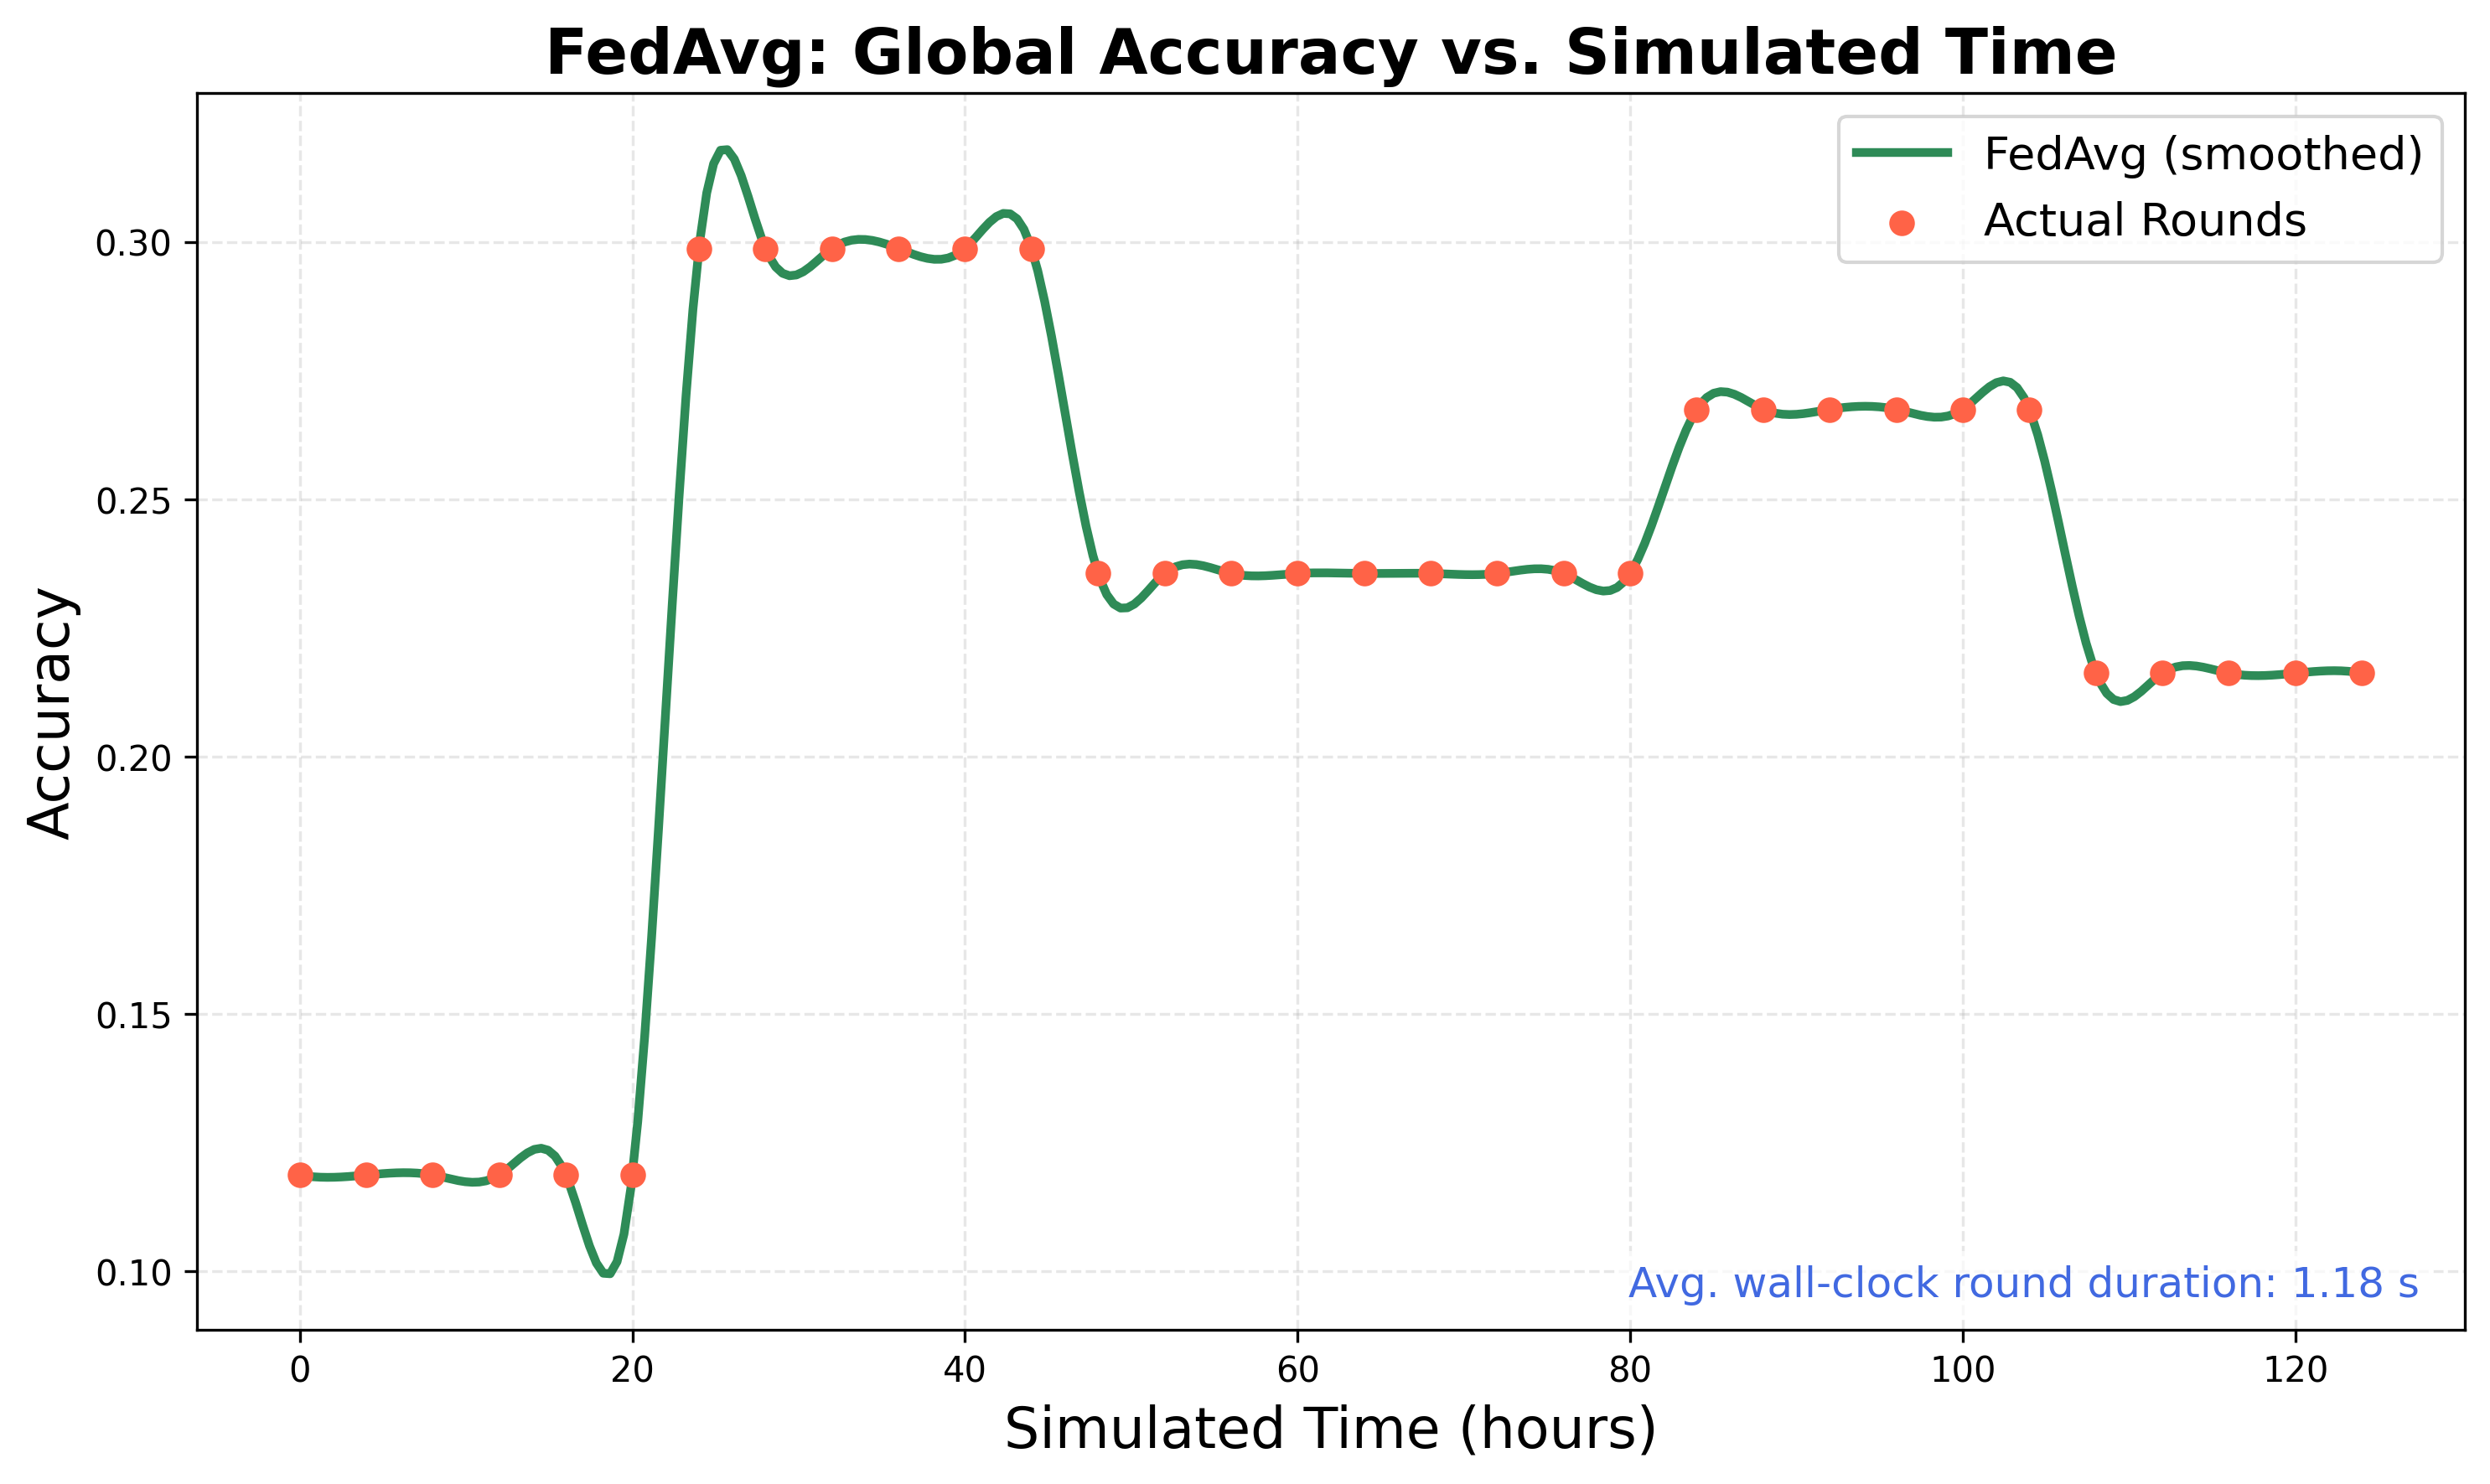 FedAvg: Global Accuracy vs. Simulated Time
FedAvg (smoothed)
Actual Rounds
Accuracy
0.30
0.25
0.20
0.15
0.10
Avg. wall-clock round duration: 1.18 s
0 20 40 60 80 100 120
Simulated Time (hours)